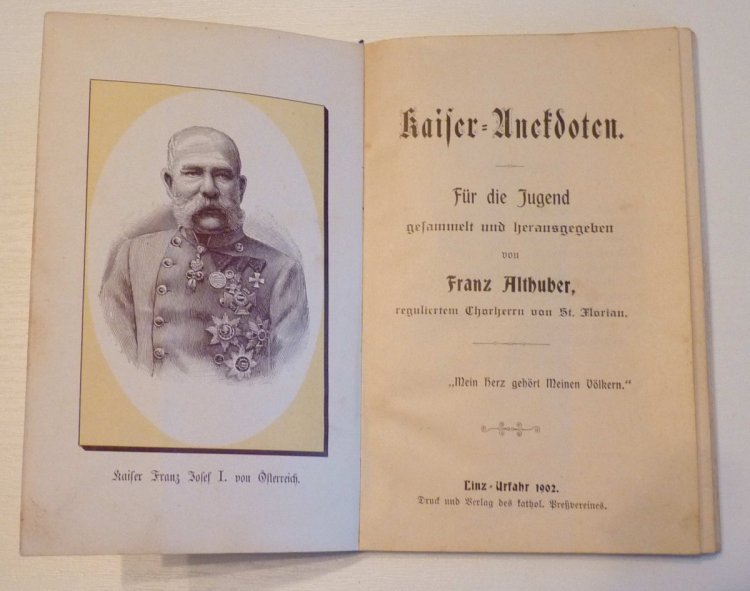 Kaiser Franz Josef I. von Österreich.
Kaiser-Anekdoten.
Für die Jugend
gesammelt und herausgegeben
von
Franz Althuber,
reguliertem Chorherrn von St. Florian.
„Mein Herz gehört Meinen Völkern.“
Linz-Urfahr 1902.
Druck und Verlag des kathol. Preßvereines.